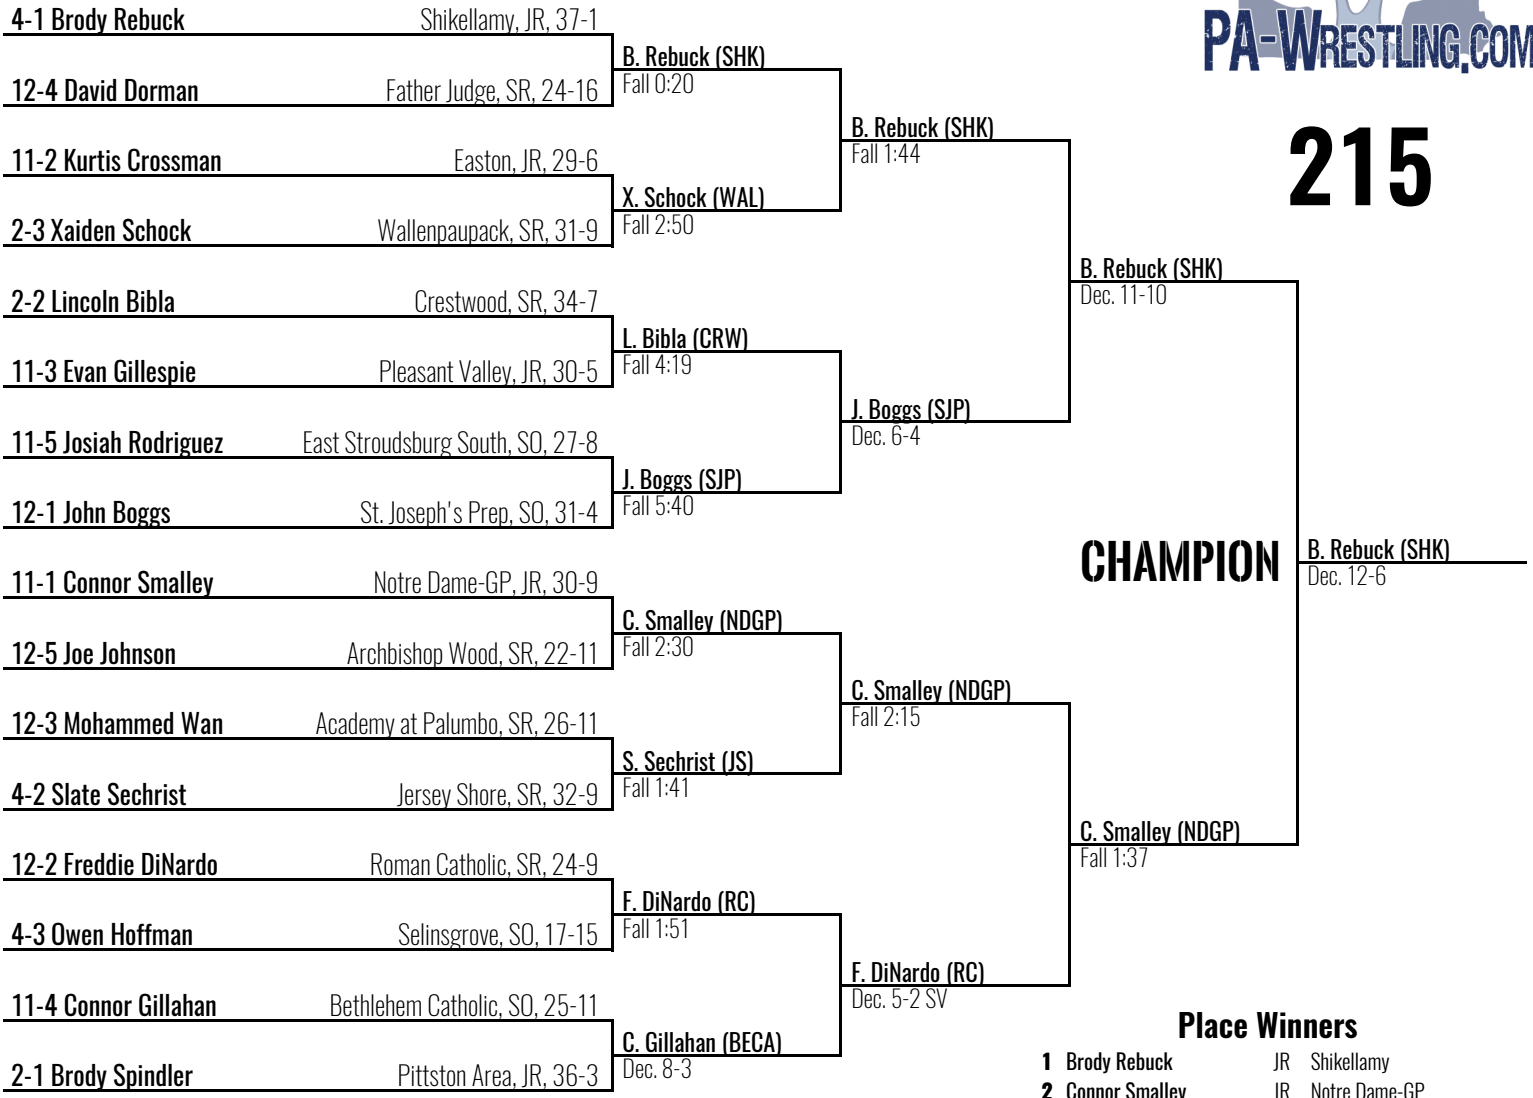 PA-WRESTLING.COM
215
4-1 Brody Rebuck Shikellamy, JR, 37-1
12-4 David Dorman Father Judge, SR, 24-16
11-2 Kurtis Crossman Easton, JR, 29-6
2-3 Xaiden Schock Wallenpaupack, SR, 31-9
2-2 Lincoln Bibla Crestwood, SR, 34-7
11-3 Evan Gillespie Pleasant Valley, JR, 30-5
11-5 Josiah Rodriguez East Stroudsburg South, SO, 27-8
12-1 John Boggs St. Joseph's Prep, SO, 31-4
11-1 Connor Smalley Notre Dame-GP, JR, 30-9
12-5 Joe Johnson Archbishop Wood, SR, 22-11
12-3 Mohammed Wan Academy at Palumbo, SR, 26-11
4-2 Slate Sechrist Jersey Shore, SR, 32-9
12-2 Freddie DiNardo Roman Catholic, SR, 24-9
4-3 Owen Hoffman Selinsgrove, SO, 17-15
11-4 Connor Gillahan Bethlehem Catholic, SO, 25-11
2-1 Brody Spindler Pittston Area, JR, 36-3
B. Rebuck (SHK)
Fall 0:20
X. Schock (WAL)
Fall 2:50
L. Bibla (CRW)
Fall 4:19
J. Boggs (SJP)
Fall 5:40
C. Smalley (NDGP)
Fall 2:30
S. Sechrist (JS)
Fall 1:41
F. DiNardo (RC)
Fall 1:51
C. Gillahan (BECA)
Dec. 8-3
B. Rebuck (SHK)
Fall 1:44
J. Boggs (SJP)
Dec. 6-4
C. Smalley (NDGP)
Fall 2:15
F. DiNardo (RC)
Dec. 5-2 SV
B. Rebuck (SHK)
Dec. 11-10
C. Smalley (NDGP)
Fall 1:37
CHAMPION
B. Rebuck (SHK)
Dec. 12-6
Place Winners
1 Brody Rebuck JR Shikellamy
2 Connor Smalley JR Notre Dame-GP